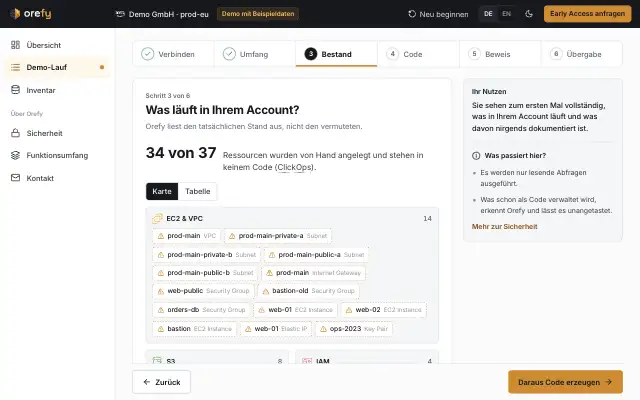 orefy
Demo GmbH · prod-eu
Demo mit Beispieldaten
Neu beginnen
DE EN
Early Access anfragen
Übersicht
Demo-Lauf
Inventar
Über Orefy
Sicherheit
Funktionsumfang
Kontakt
Verbinden
Umfang
3 Bestand
4 Code
5 Beweis
6 Übergabe
Schritt 3 von 6
Was läuft in Ihrem Account?
Orefy liest den tatsächlichen Stand aus, nicht den vermuteten.
34 von 37
Ressourcen wurden von Hand angelegt und stehen in
keinem Code (ClickOps).
Karte Tabelle
EC2 & VPC 14
prod-main VPC prod-main-private-a Subnet
prod-main-private-b Subnet prod-main-public-a Subnet
prod-main-public-b Subnet prod-main Internet Gateway
web-public Security Group bastion-old Security Group
orders-db Security Group web-01 EC2 Instance web-02 EC2 Instance
bastion EC2 Instance web-01 Elastic IP ops-2023 Key Pair
S3 8 IAM 4
Ihr Nutzen
Sie sehen zum ersten Mal vollständig,
was in Ihrem Account läuft und was
davon nirgends dokumentiert ist.
Was passiert hier?
Es werden nur lesende Abfragen
ausgeführt.
Was schon als Code verwaltet wird,
erkennt Orefy und lässt es unangetastet.
Mehr zur Sicherheit
Zurück
Daraus Code erzeugen